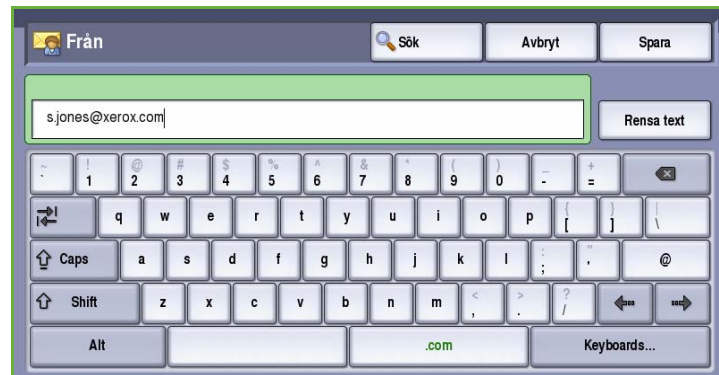 Från Sök Avbryt Spara
s.jones@xerox.com Rensa text
~ ` ! 1 @ 2 # 3 $ 4 % 5 ^ 6 & 7 * 8 ( 9 ) 0 _ - + =
q w e r t y u i o p { [ } ] | \
Caps a s d f g h j k l : ; " ' @
Shift z x c v b n m < , > . ? /
Alt .com Keyboards...